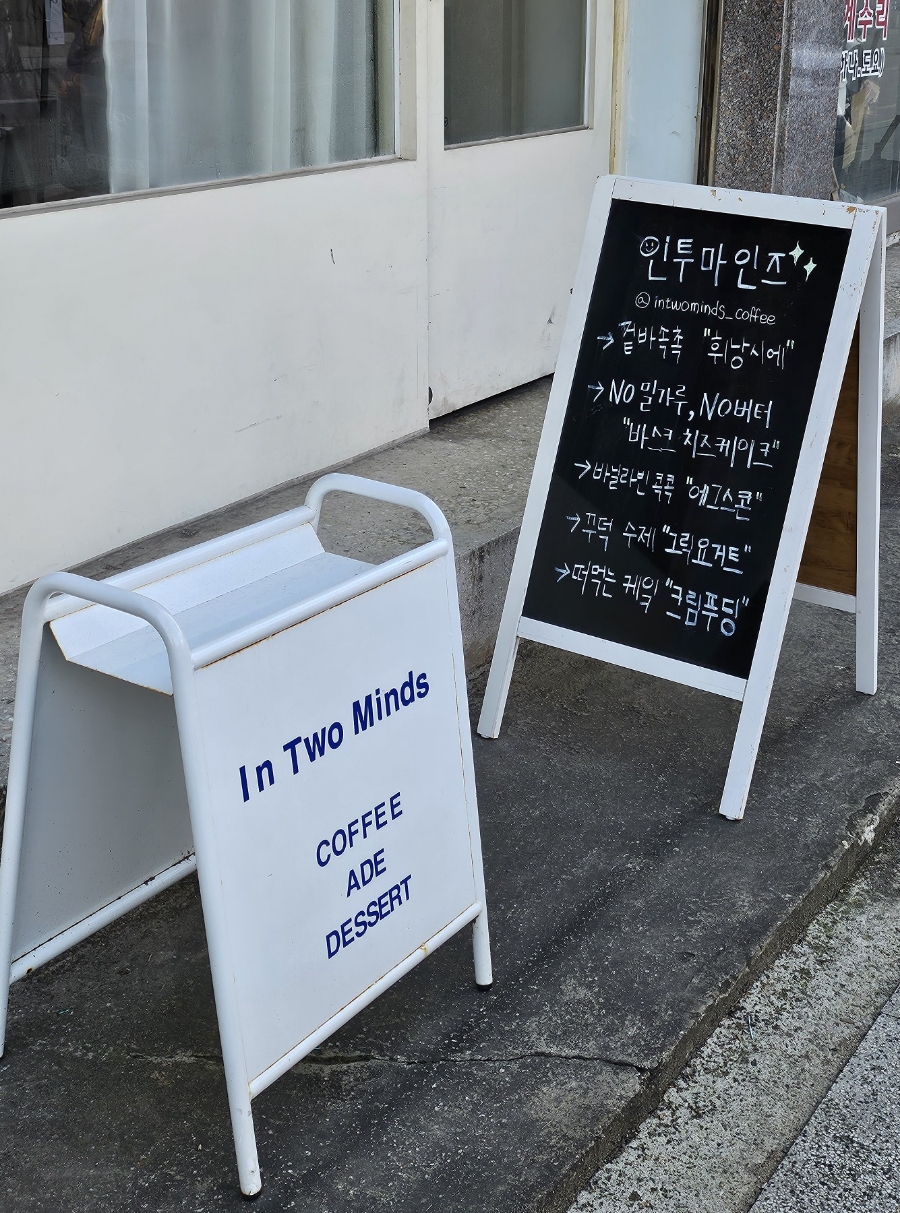 In Two Minds
COFFEE
ADE
DESSERT
인투마인즈
@intwominds_coffee
→ 겉바속촉 "휘낭시에"
→ NO 밀가루, NO버터
"바스크 치즈케이크"
→ 바닐라빈 콕콕 "에그스콘"
→ 꾸덕 수제 "그릭요거트"
→ 떠먹는 케잌 "크림푸딩"